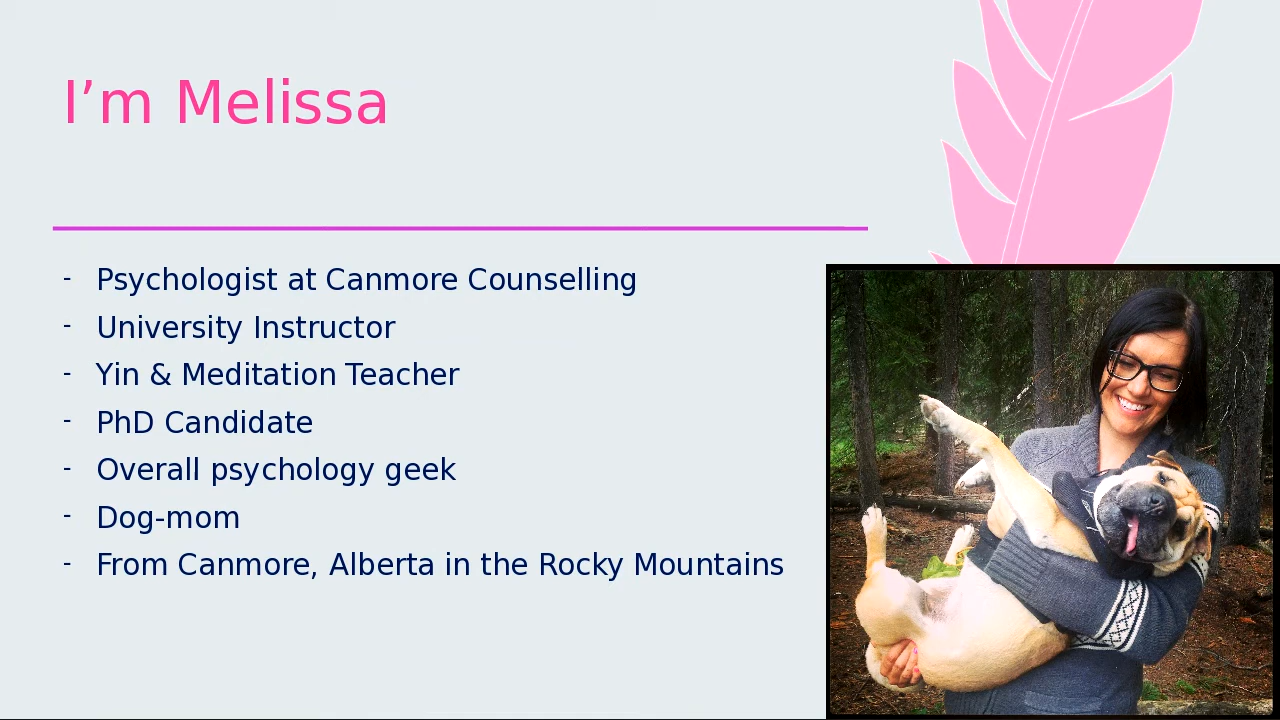 I’m Melissa
- Psychologist at Canmore Counselling
- University Instructor
- Yin & Meditation Teacher
- PhD Candidate
- Overall psychology geek
- Dog-mom
- From Canmore, Alberta in the Rocky Mountains